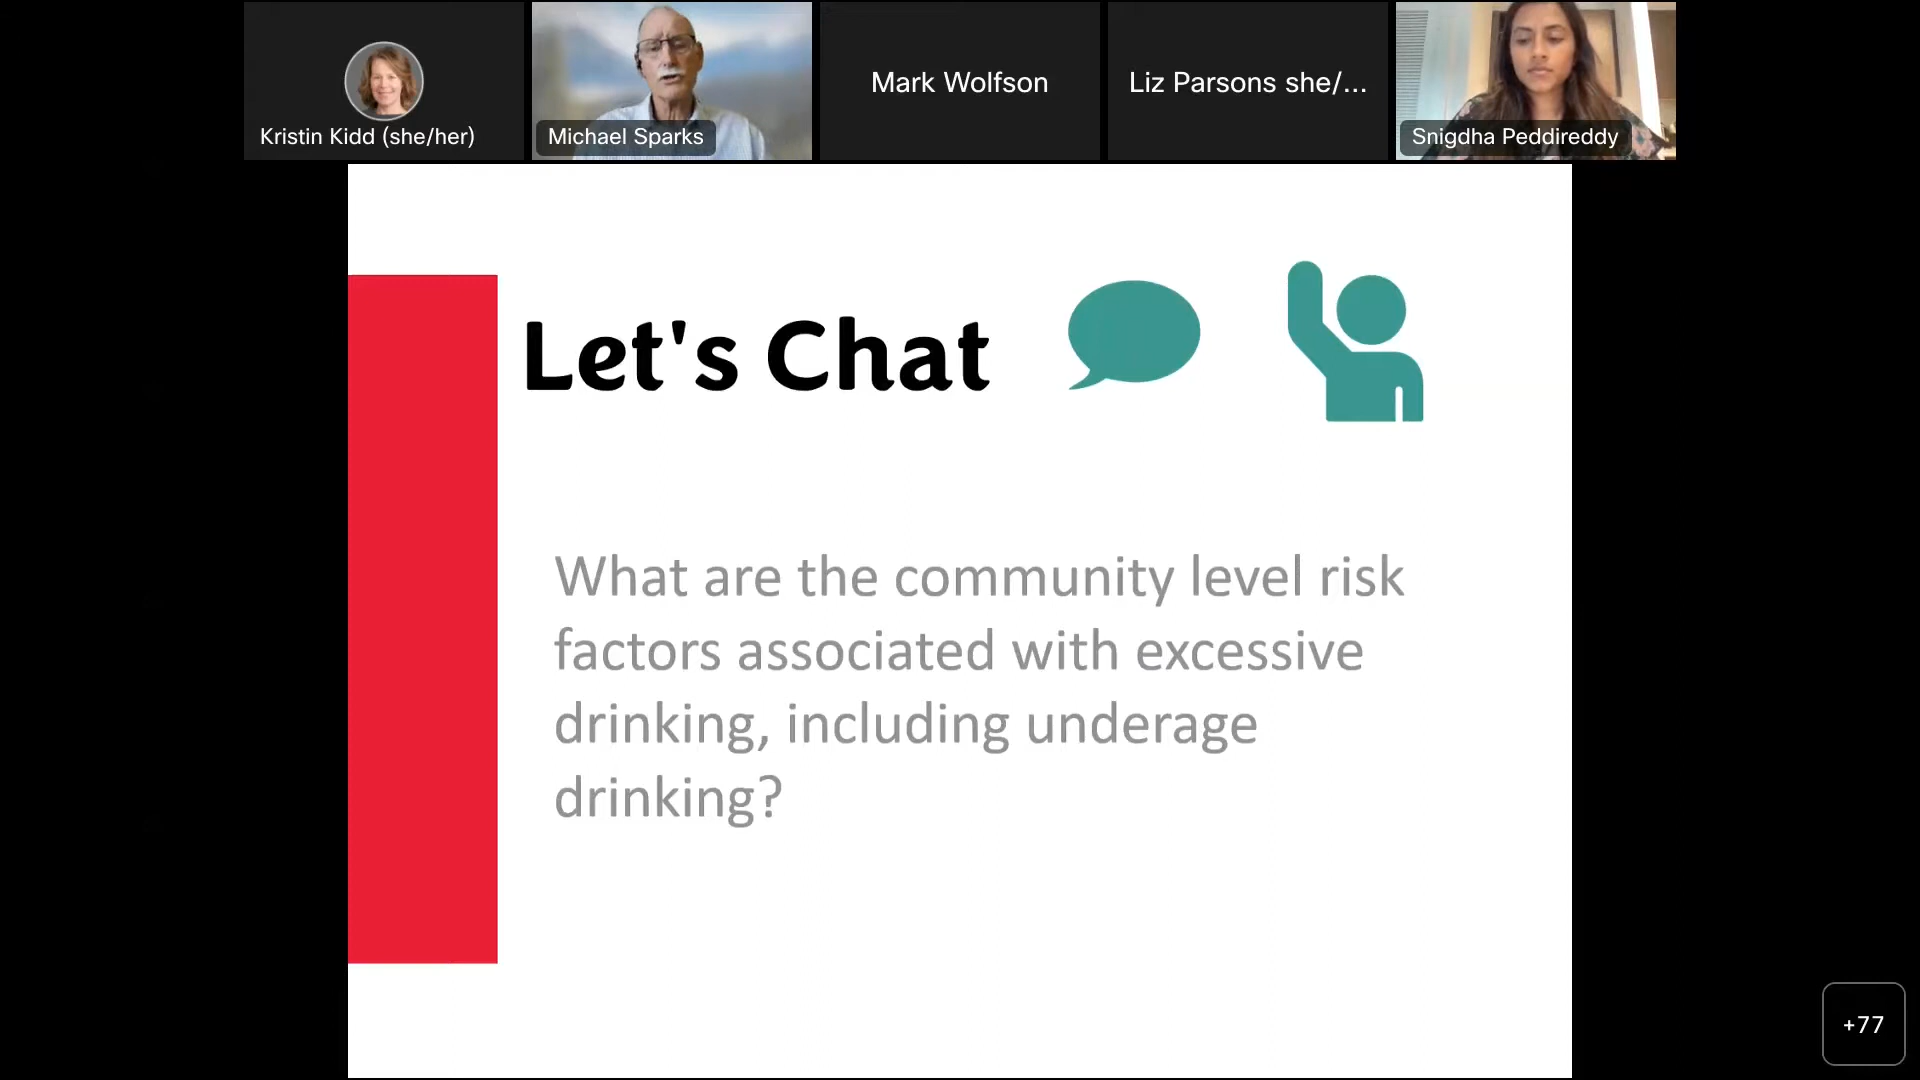 Kristin Kidd (she/her)
Michael Sparks
Mark Wolfson
Liz Parsons she/...
Snigdha Peddireddy
Let's Chat
What are the community level risk
factors associated with excessive
drinking, including underage
drinking?
+77